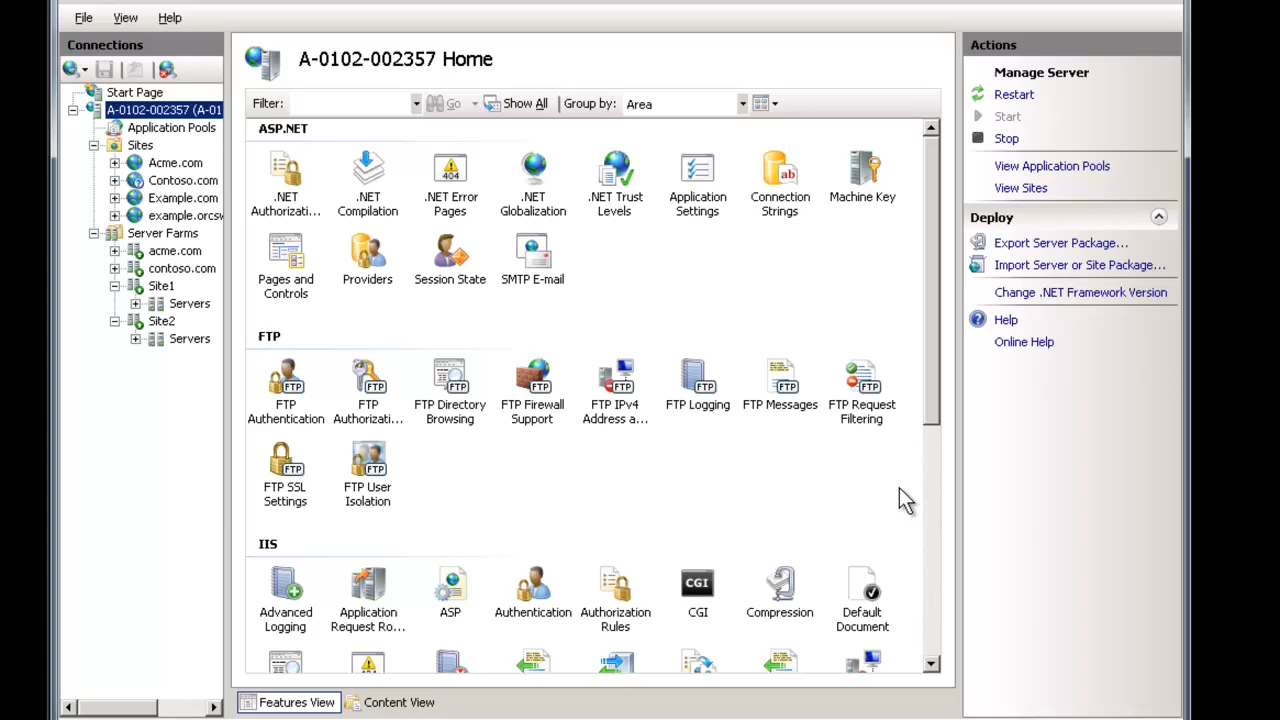 File View Help
Connections
Start Page
A-0102-002357 (A-01
Application Pools
Sites
Acme.com
Contoso.com
Example.com
example.orcsw
Server Farms
acme.com
contoso.com
Site1
Servers
Site2
Servers
A-0102-002357 Home
Filter: Go Show All Group by: Area
ASP.NET
.NET Authorizati...
.NET Compilation
.NET Error Pages
.NET Globalization
.NET Trust Levels
Application Settings
Connection Strings
Machine Key
Pages and Controls
Providers
Session State
SMTP E-mail
FTP
FTP Authentication
FTP Authorizati...
FTP Directory Browsing
FTP Firewall Support
FTP IPv4 Address a...
FTP Logging
FTP Messages
FTP Request Filtering
FTP SSL Settings
FTP User Isolation
IIS
Advanced Logging
Application Request Ro...
ASP
Authentication
Authorization Rules
CGI
Compression
Default Document
Features View Content View
Actions
Manage Server
Restart
Start
Stop
View Application Pools
View Sites
Deploy
Export Server Package...
Import Server or Site Package...
Change .NET Framework Version
Help
Online Help